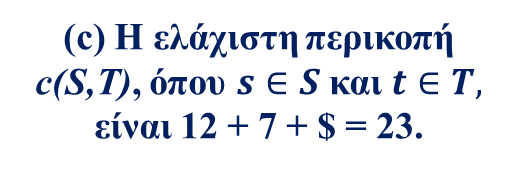 (c) Η ελάχιστη περικοπή
c(S,T), όπου s ∈ S και t ∈ T,
είναι 12 + 7 + $ = 23.